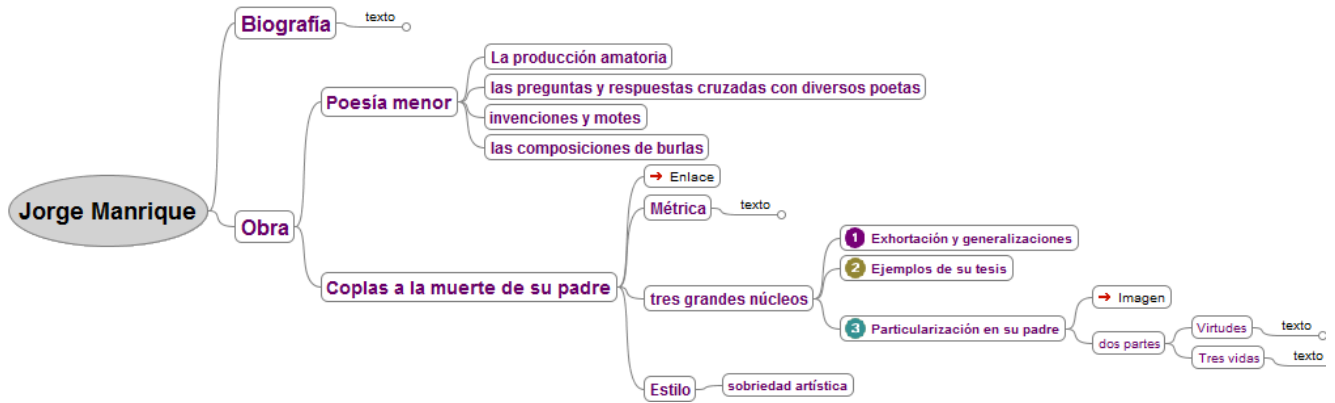 Jorge Manrique
Biografía
texto
Obra
Poesía menor
La producción amatoria
las preguntas y respuestas cruzadas con diversos poetas
invenciones y motes
las composiciones de burlas
Coplas a la muerte de su padre
Enlace
Métrica
texto
tres grandes núcleos
1 Exhortación y generalizaciones
2 Ejemplos de su tesis
3 Particularización en su padre
Imagen
dos partes
Virtudes
texto
Tres vidas
texto
Estilo
sobriedad artística